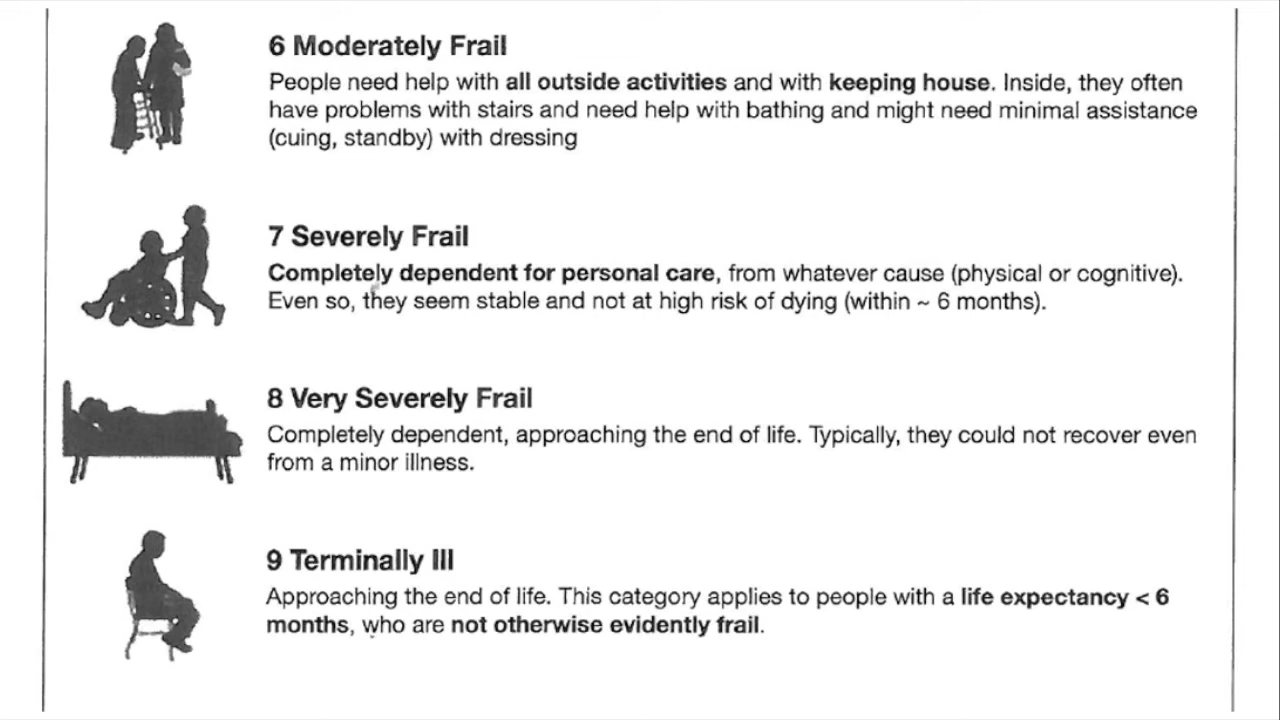 6 Moderately Frail
People need help with all outside activities and with keeping house. Inside, they often
have problems with stairs and need help with bathing and might need minimal assistance
(cuing, standby) with dressing
7 Severely Frail
Completely dependent for personal care, from whatever cause (physical or cognitive).
Even so, they seem stable and not at high risk of dying (within ~ 6 months).
8 Very Severely Frail
Completely dependent, approaching the end of life. Typically, they could not recover even
from a minor illness.
9 Terminally Ill
Approaching the end of life. This category applies to people with a life expectancy < 6
months, who are not otherwise evidently frail.